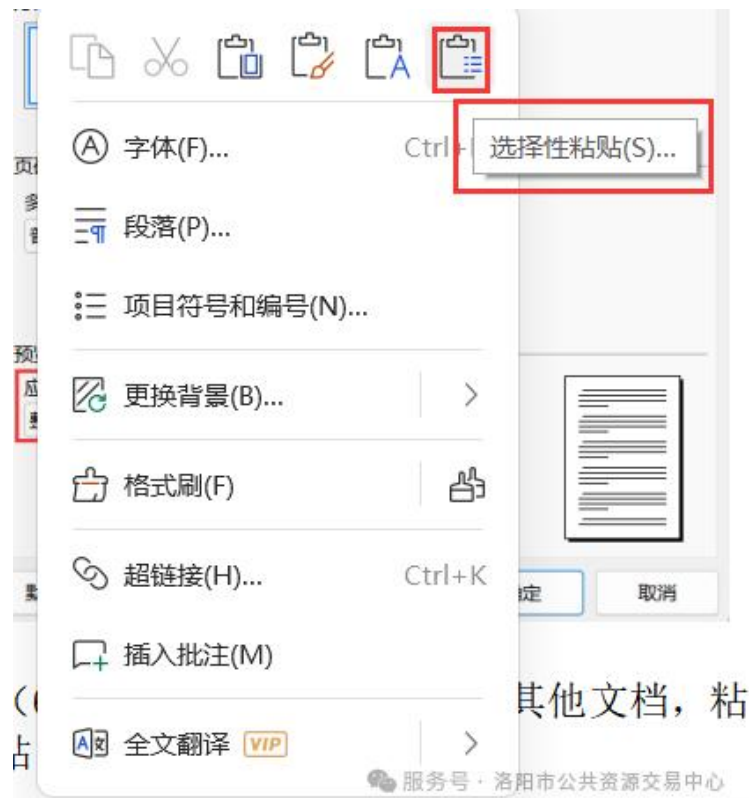 选择性粘贴(S)...
字体(F)... Ctrl+
段落(P)...
项目符号和编号(N)...
预
更换背景(B)...
应
格式刷(F)
超链接(H)... Ctrl+K
定 取消
插入批注(M)
其他文档，粘
全文翻译 VIP
服务号 · 洛阳市公共资源交易中心